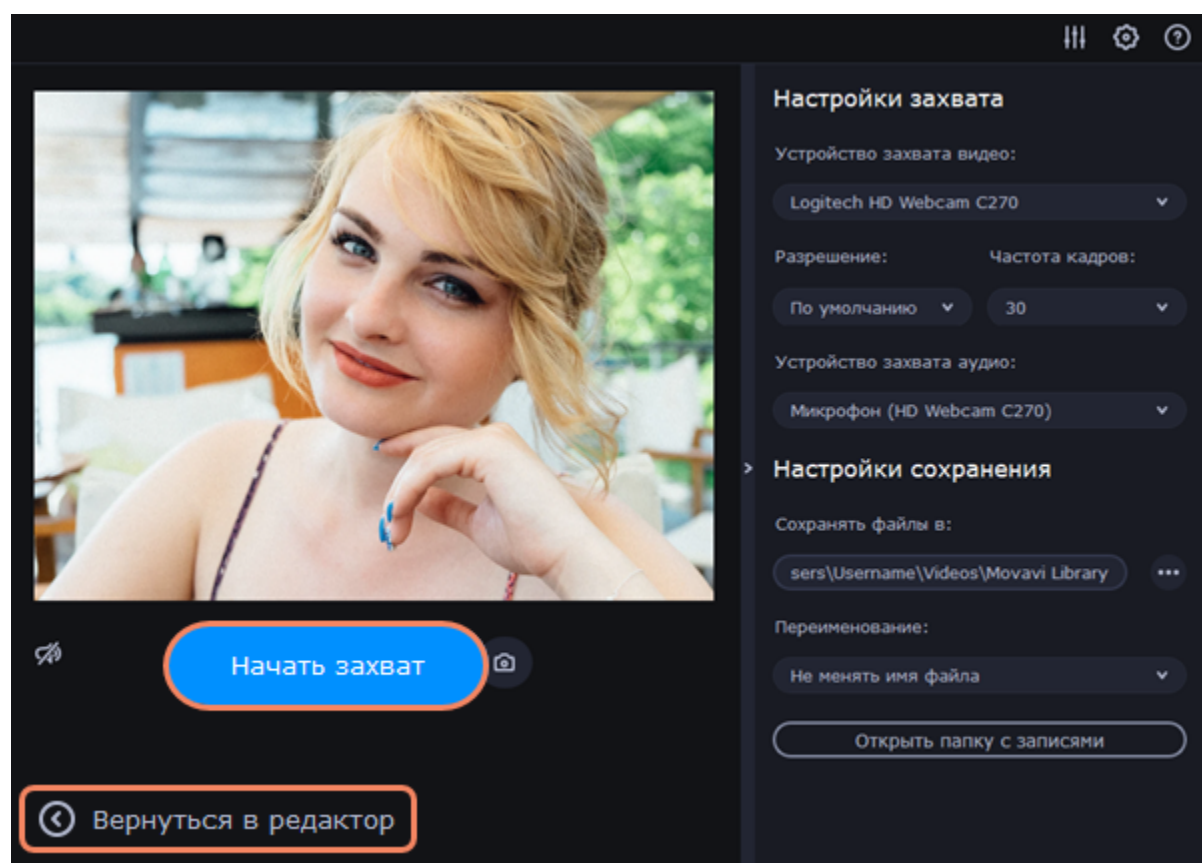 Настройки захвата
Устройство захвата видео:
Logitech HD Webcam C270
Разрешение: Частота кадров:
По умолчанию 30
Устройство захвата аудио:
Микрофон (HD Webcam C270)
Настройки сохранения
Сохранять файлы в:
sers\Username\Videos\Movavi Library
Переименование:
Не менять имя файла
Открыть папку с записями
Начать захват
Вернуться в редактор